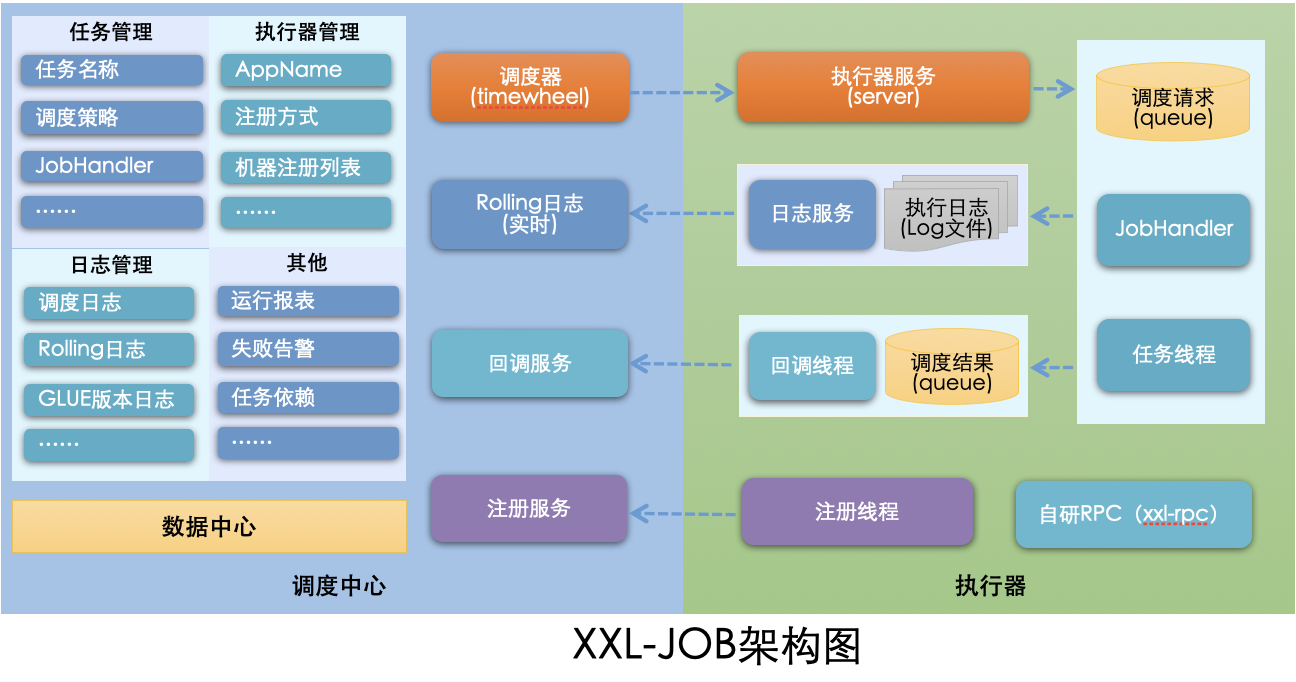 任务管理
任务名称
调度策略
JobHandler
······
执行器管理
AppName
注册方式
机器注册列表
······
日志管理
调度日志
Rolling日志
GLUE版本日志
······
其他
运行报表
失败告警
任务依赖
······
数据中心
调度器
(timewheel)
Rolling日志
(实时)
回调服务
注册服务
调度中心
执行器服务
(server)
日志服务
执行日志
(Log文件)
回调线程
调度结果
(queue)
注册线程
调度请求
(queue)
JobHandler
任务线程
自研RPC（xxl-rpc）
执行器
XXL-JOB架构图